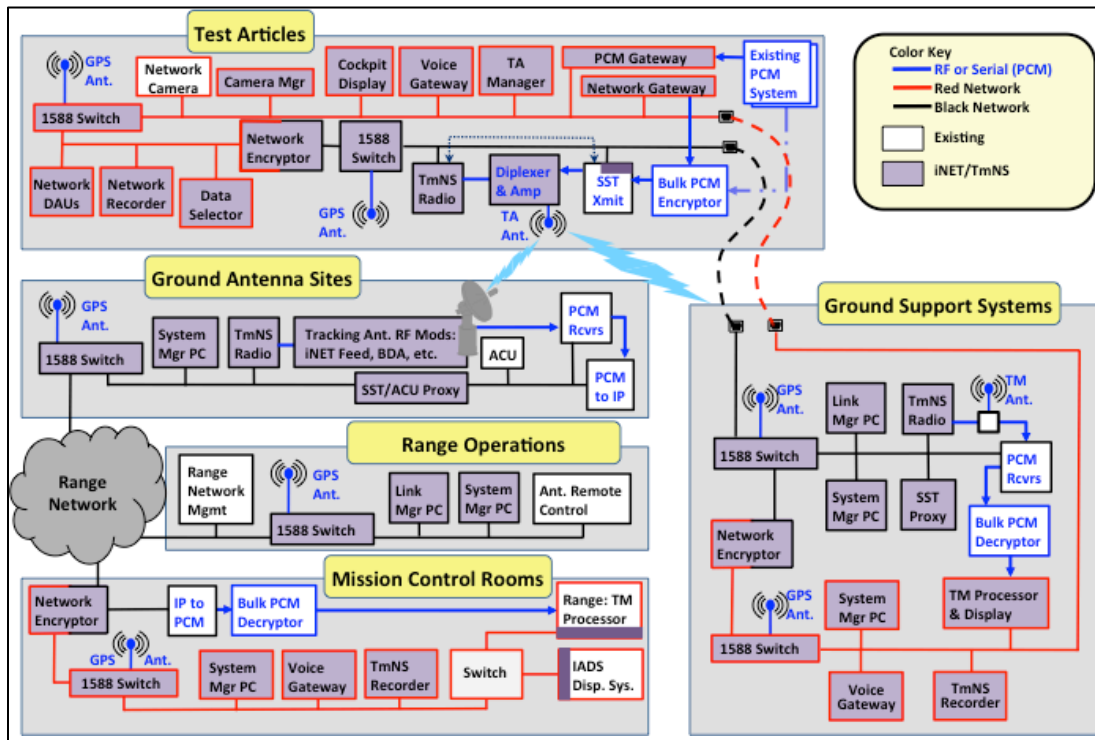 Test Articles
GPS
Ant.
Network
Camera
Camera Mgr
Cockpit
Display
Voice
Gateway
TA
Manager
PCM Gateway
Network Gateway
Existing
PCM
System
1588 Switch
Network
Encryptor
1588
Switch
Network
DAUs
Network
Recorder
Data
Selector
GPS
Ant.
TmNS
Radio
Diplexer
& Amp
TA
Ant.
SST
Xmit
Bulk PCM
Encryptor
Color Key
RF or Serial (PCM)
Red Network
Black Network
Existing
iNET/TmNS
Ground Antenna Sites
GPS
Ant.
1588 Switch
System
Mgr PC
TmNS
Radio
Tracking Ant. RF Mods:
iNET Feed, BDA, etc.
SST/ACU Proxy
ACU
PCM
Rcvrs
PCM
to IP
Range
Network
Range Operations
Range
Network
Mgmt
GPS
Ant.
1588 Switch
Link
Mgr PC
System
Mgr PC
Ant. Remote
Control
Mission Control Rooms
Network
Encryptor
IP to
PCM
Bulk PCM
Decryptor
Range: TM
Processor
GPS Ant.
1588 Switch
System
Mgr PC
Voice
Gateway
TmNS
Recorder
Switch
IADS
Disp. Sys.
Ground Support Systems
GPS
Ant.
1588 Switch
Link
Mgr PC
TmNS
Radio
TM
Ant.
System
Mgr PC
SST
Proxy
PCM
Rcvrs
Network
Encryptor
Bulk PCM
Decryptor
GPS
Ant.
1588 Switch
System
Mgr PC
TM Processor
& Display
Voice
Gateway
TmNS
Recorder